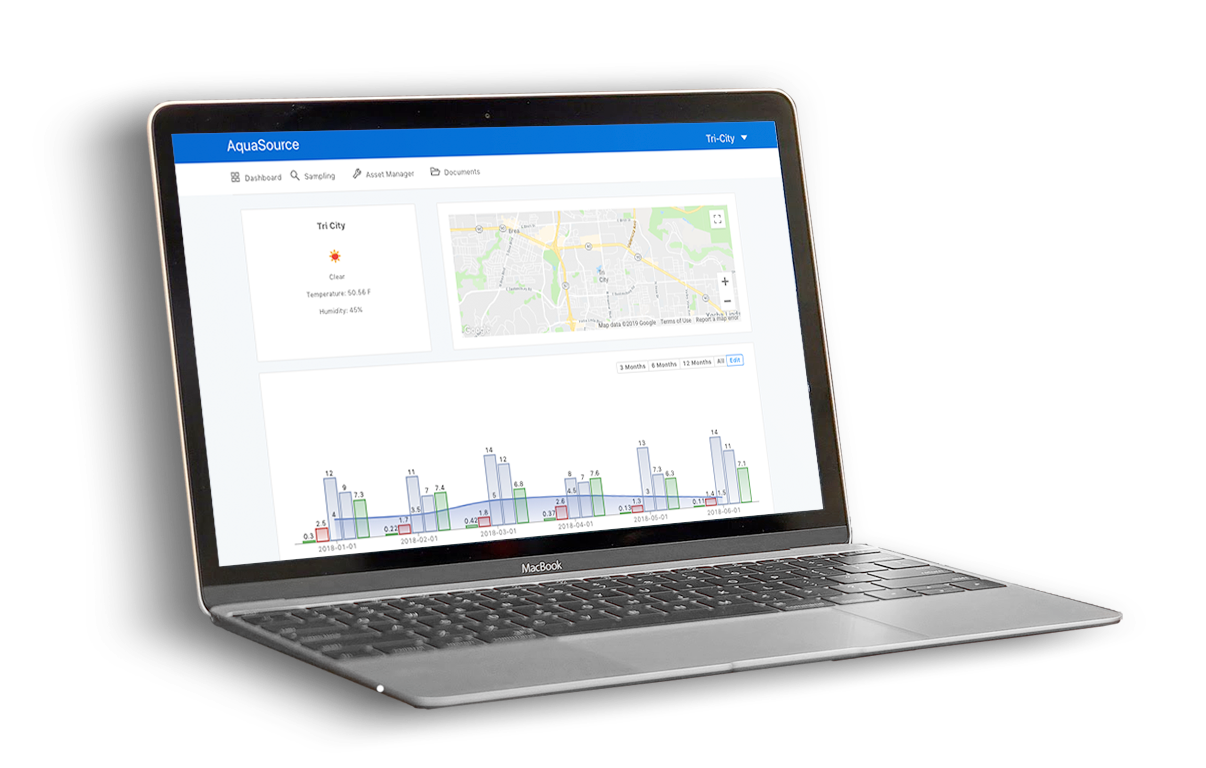 AquaSource
Tri-City
Dashboard Sampling Asset Manager Documents
Tri City
Clear
Temperature: 50.56 F
Humidity: 45%
Brea
Tri
City
Yorba Linda
Google
Map data ©2019 Google Terms of Use Report a map error
3 Months 6 Months 12 Months All Edit
0.3 2.5 12 4 9 7.3
0.22 1.7 11 3.5 7 7.4
0.42 1.8 14 5 12 6.8
0.37 2.6 8 4.5 7 7.6
0.13 1.3 13 3 7.3 6.3
0.11 1.4 14 1.5 11 7.1
2018-01-01 2018-02-01 2018-03-01 2018-04-01 2018-05-01 2018-06-01
MacBook